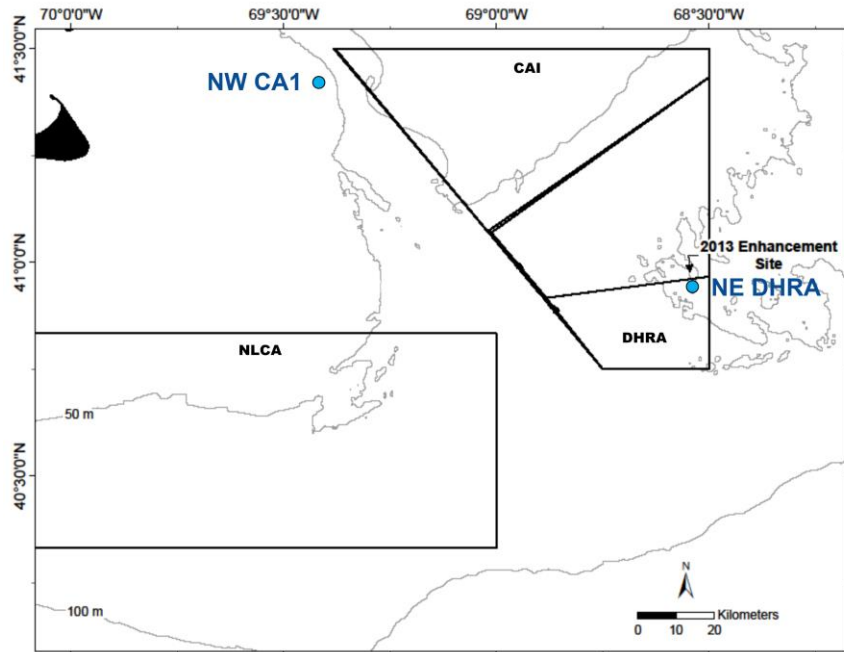 70°0'0"W
69°30'0"W
69°0'0"W
68°30'0"W
41°30'0"N
41°0'0"N
40°30'0"N
CAI
NW CA1
2013 Enhancement
Site
NE DHRA
DHRA
NLCA
50 m
100 m
N
Kilometers
0 10 20